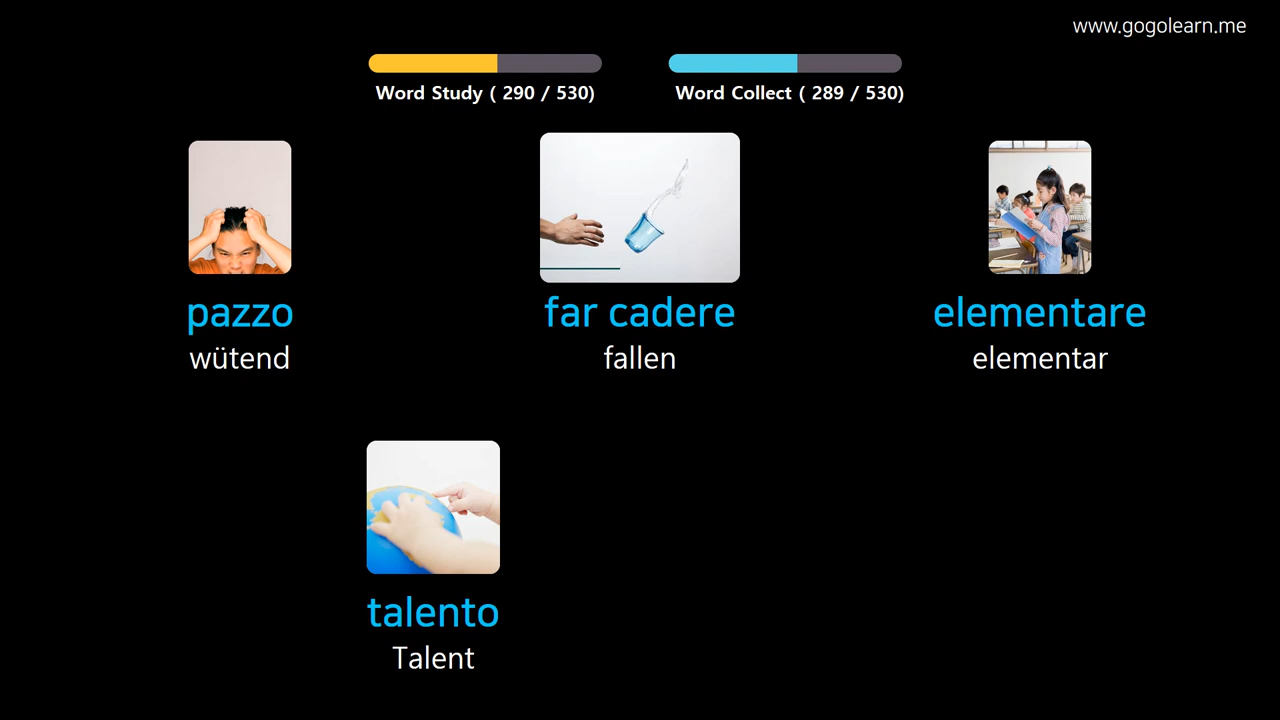 www.gogolearn.me
Word Study ( 290 / 530)
Word Collect ( 289 / 530)
pazzo
wütend
far cadere
fallen
elementare
elementar
talento
Talent